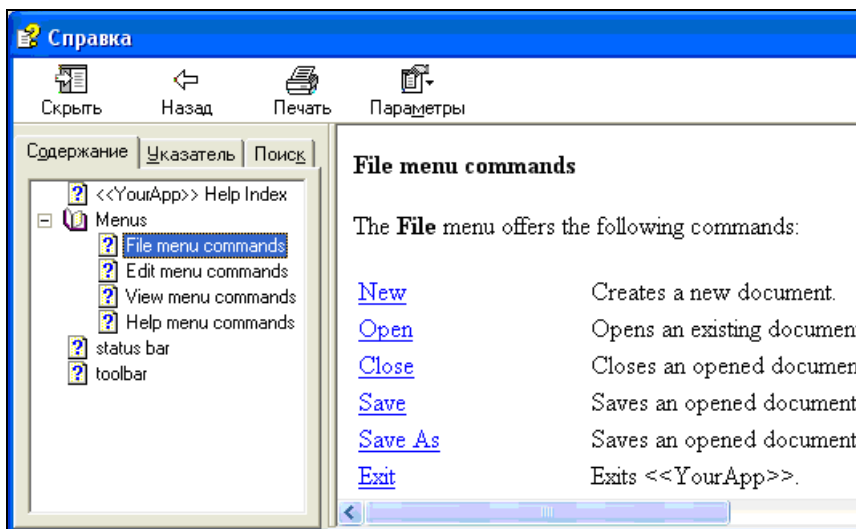 Справка
Скрыть Назад Печать Параметры
Содержание Указатель Поиск
<<YourApp>> Help Index
Menus
File menu commands
Edit menu commands
View menu commands
Help menu commands
status bar
toolbar
File menu commands
The File menu offers the following commands:
New Creates a new document.
Open Opens an existing document
Close Closes an opened documen
Save Saves an opened document
Save As Saves an opened document
Exit Exits <<YourApp>>.